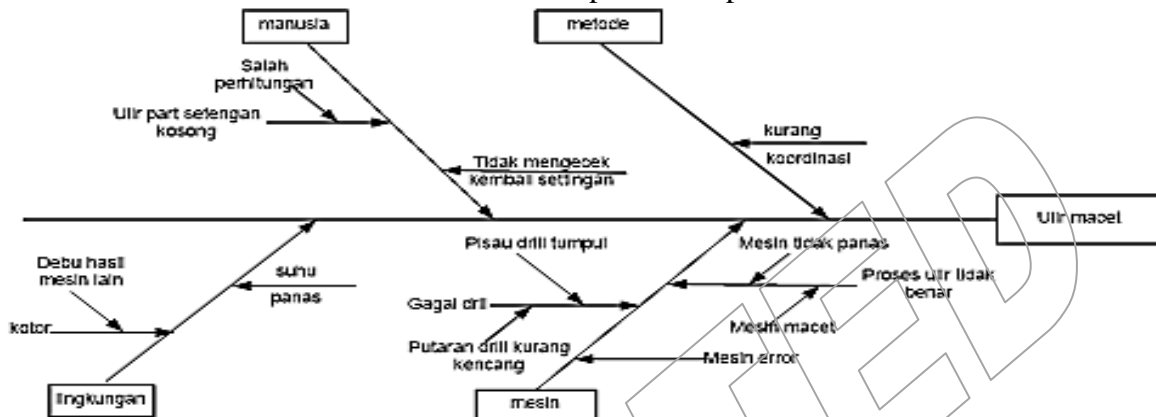 manusia
metode
Salah
perhitungan
Ulir part setengan
kosong
kurang
koordinasi
Tidak mengecek
kembali settingan
Ulir macet
Pisau drill tumpul
Mesin tidak panas
Debu hasil
mesin lain
suhu
panas
Proses ulir tidak
benar
Gagal dril
kotor
Mesin macet
Putaran drill kurang
kencang
Mesin error
lingkungan
mesin